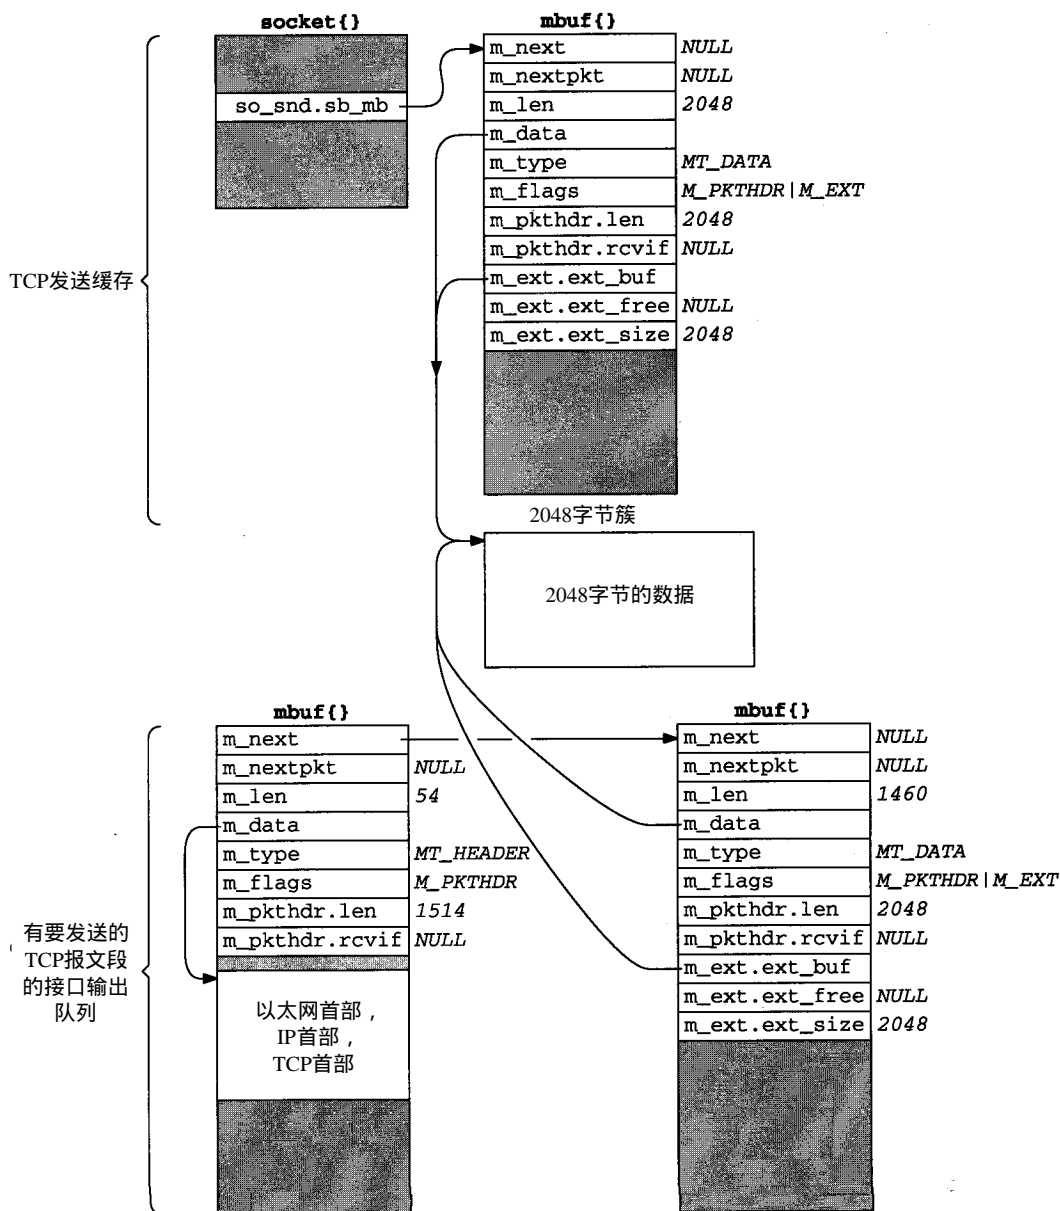 socket{}
so_snd.sb_mb
mbuf{}
m_next NULL
m_nextpkt NULL
m_len 2048
m_data
m_type MT_DATA
m_flags M_PKTHDR|M_EXT
m_pkthdr.len 2048
m_pkthdr.rcvif NULL
m_ext.ext_buf
m_ext.ext_free NULL
m_ext.ext_size 2048
TCP发送缓存
2048字节簇
2048字节的数据
mbuf{}
m_next
m_nextpkt NULL
m_len 54
m_data
m_type MT_HEADER
m_flags M_PKTHDR
m_pkthdr.len 1514
m_pkthdr.rcvif NULL
以太网首部，
IP首部，
TCP首部
mbuf{}
m_next NULL
m_nextpkt NULL
m_len 1460
m_data
m_type MT_DATA
m_flags M_PKTHDR|M_EXT
m_pkthdr.len 2048
m_pkthdr.rcvif NULL
m_ext.ext_buf
m_ext.ext_free NULL
m_ext.ext_size 2048
有要发送的
TCP报文段
的接口输出
队列